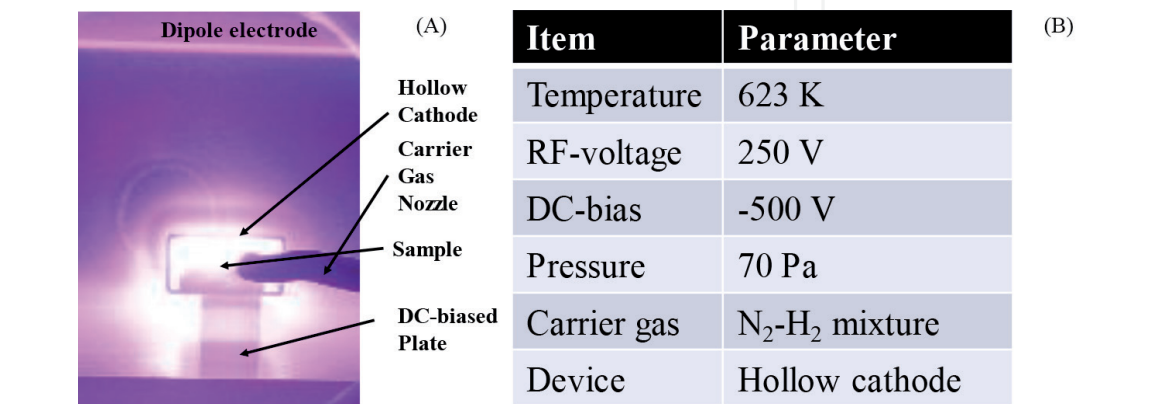 Dipole electrode
(A)
Hollow
Cathode
Carrier
Gas
Nozzle
Sample
DC-biased
Plate
(B)
Item Parameter
Temperature 623 K
RF-voltage 250 V
DC-bias -500 V
Pressure 70 Pa
Carrier gas N₂-H₂ mixture
Device Hollow cathode